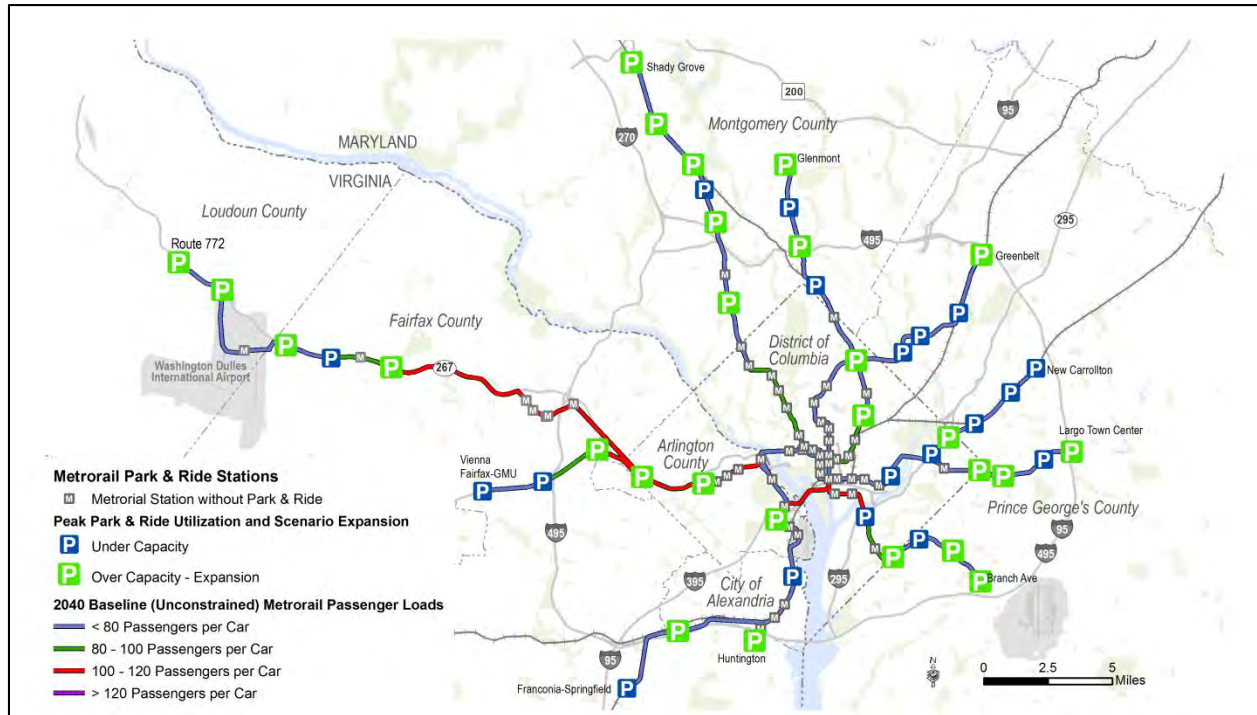 Shady Grove
200
95
270
Montgomery County
MARYLAND
Glenmont
VIRGINIA
Loudoun County
295
495
Route 772
Greenbelt
Fairfax County
District of
Columbia
Washington Dulles
International Airport
267
New Carrollton
Largo Town Center
Arlington
County
Vienna
Fairfax-GMU
Metrorail Park & Ride Stations
M Metrorial Station without Park & Ride
Peak Park & Ride Utilization and Scenario Expansion
P Under Capacity
P Over Capacity - Expansion
2040 Baseline (Unconstrained) Metrorail Passenger Loads
< 80 Passengers per Car
80 - 100 Passengers per Car
100 - 120 Passengers per Car
> 120 Passengers per Car
Prince George's County
495
95
495
395
295
City of
Alexandria
Branch Ave
Huntington
95
Franconia-Springfield
N
0 2.5 5
Miles